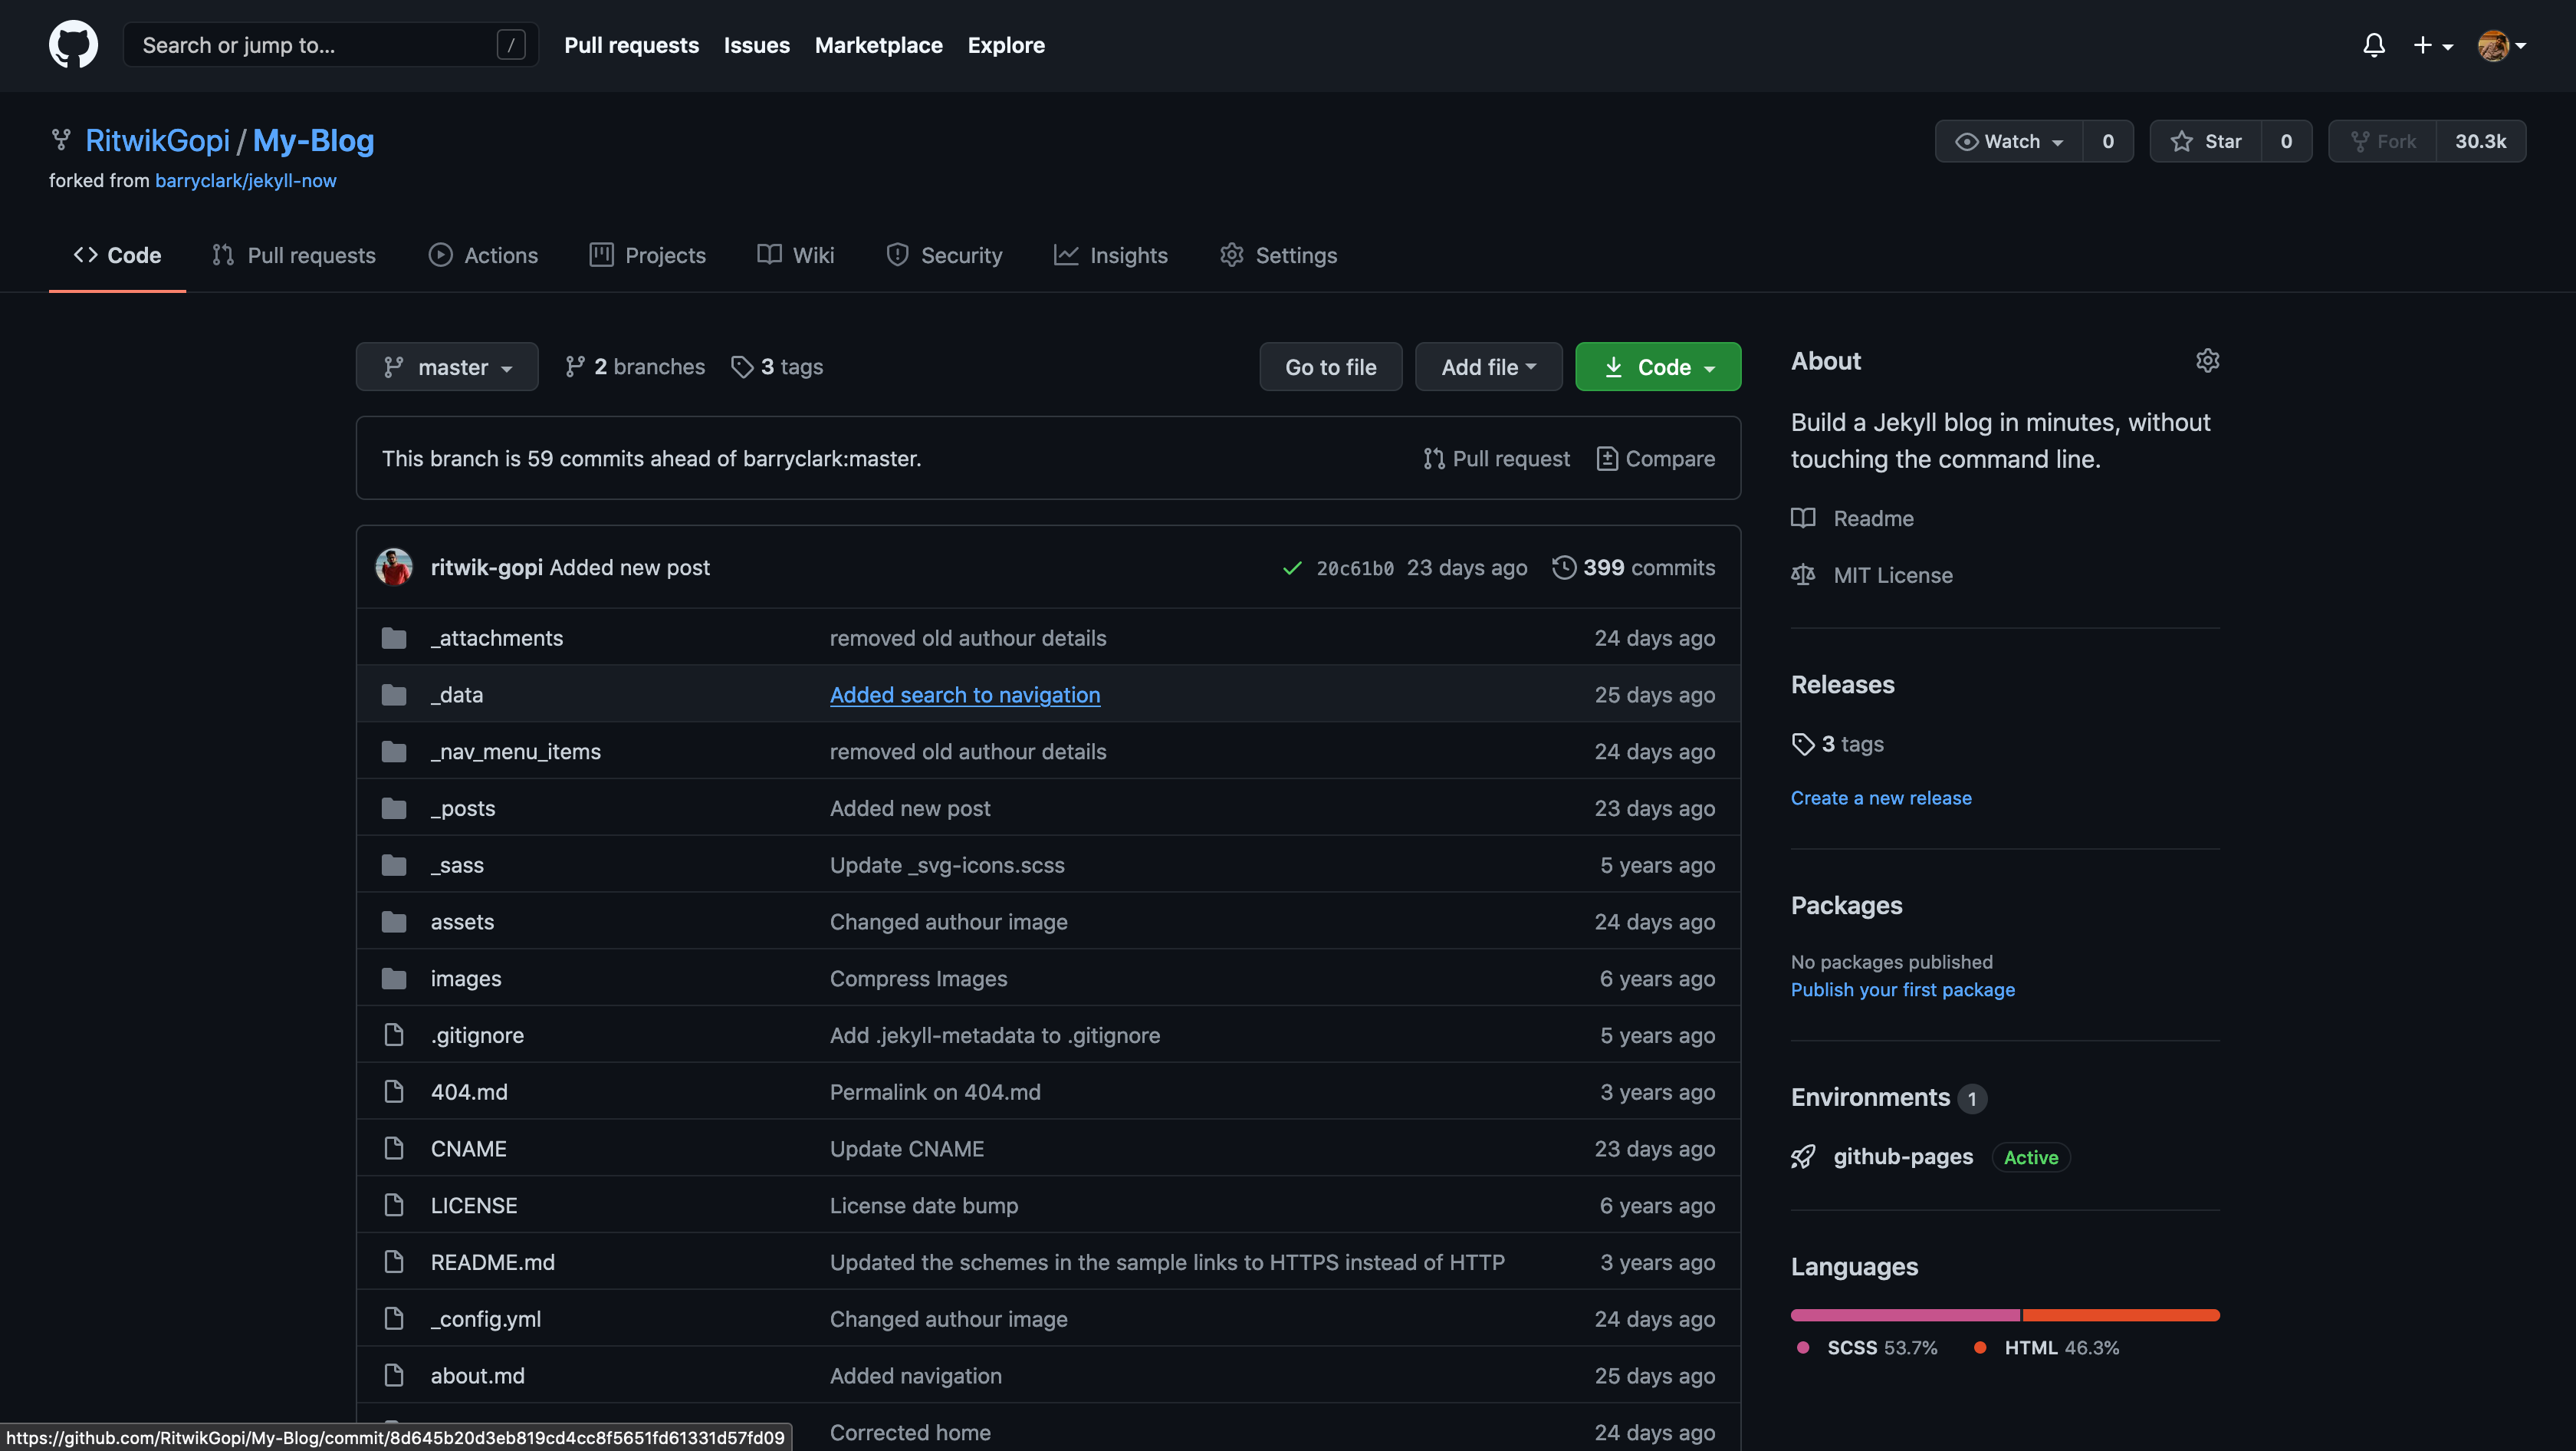 Search or jump to... /
Pull requests Issues Marketplace Explore
RitwikGopi / My-Blog
forked from barryclark/jekyll-now
Watch 0 Star 0 Fork 30.3k
Code Pull requests Actions Projects Wiki Security Insights Settings
master 2 branches 3 tags
Go to file Add file Code
This branch is 59 commits ahead of barryclark:master. Pull request Compare
ritwik-gopi Added new post 20c61b0 23 days ago 399 commits
_attachments removed old authour details 24 days ago
_data Added search to navigation 25 days ago
_nav_menu_items removed old authour details 24 days ago
_posts Added new post 23 days ago
_sass Update _svg-icons.scss 5 years ago
assets Changed authour image 24 days ago
images Compress Images 6 years ago
.gitignore Add .jekyll-metadata to .gitignore 5 years ago
404.md Permalink on 404.md 3 years ago
CNAME Update CNAME 23 days ago
LICENSE License date bump 6 years ago
README.md Updated the schemes in the sample links to HTTPS instead of HTTP 3 years ago
_config.yml Changed authour image 24 days ago
about.md Added navigation 25 days ago
Corrected home 24 days ago
https://github.com/RitwikGopi/My-Blog/commit/8d645b20d3eb819cd4cc8f5651fd61331d57fd09
About
Build a Jekyll blog in minutes, without
touching the command line.
Readme
MIT License
Releases
3 tags
Create a new release
Packages
No packages published
Publish your first package
Environments 1
github-pages Active
Languages
SCSS 53.7% HTML 46.3%